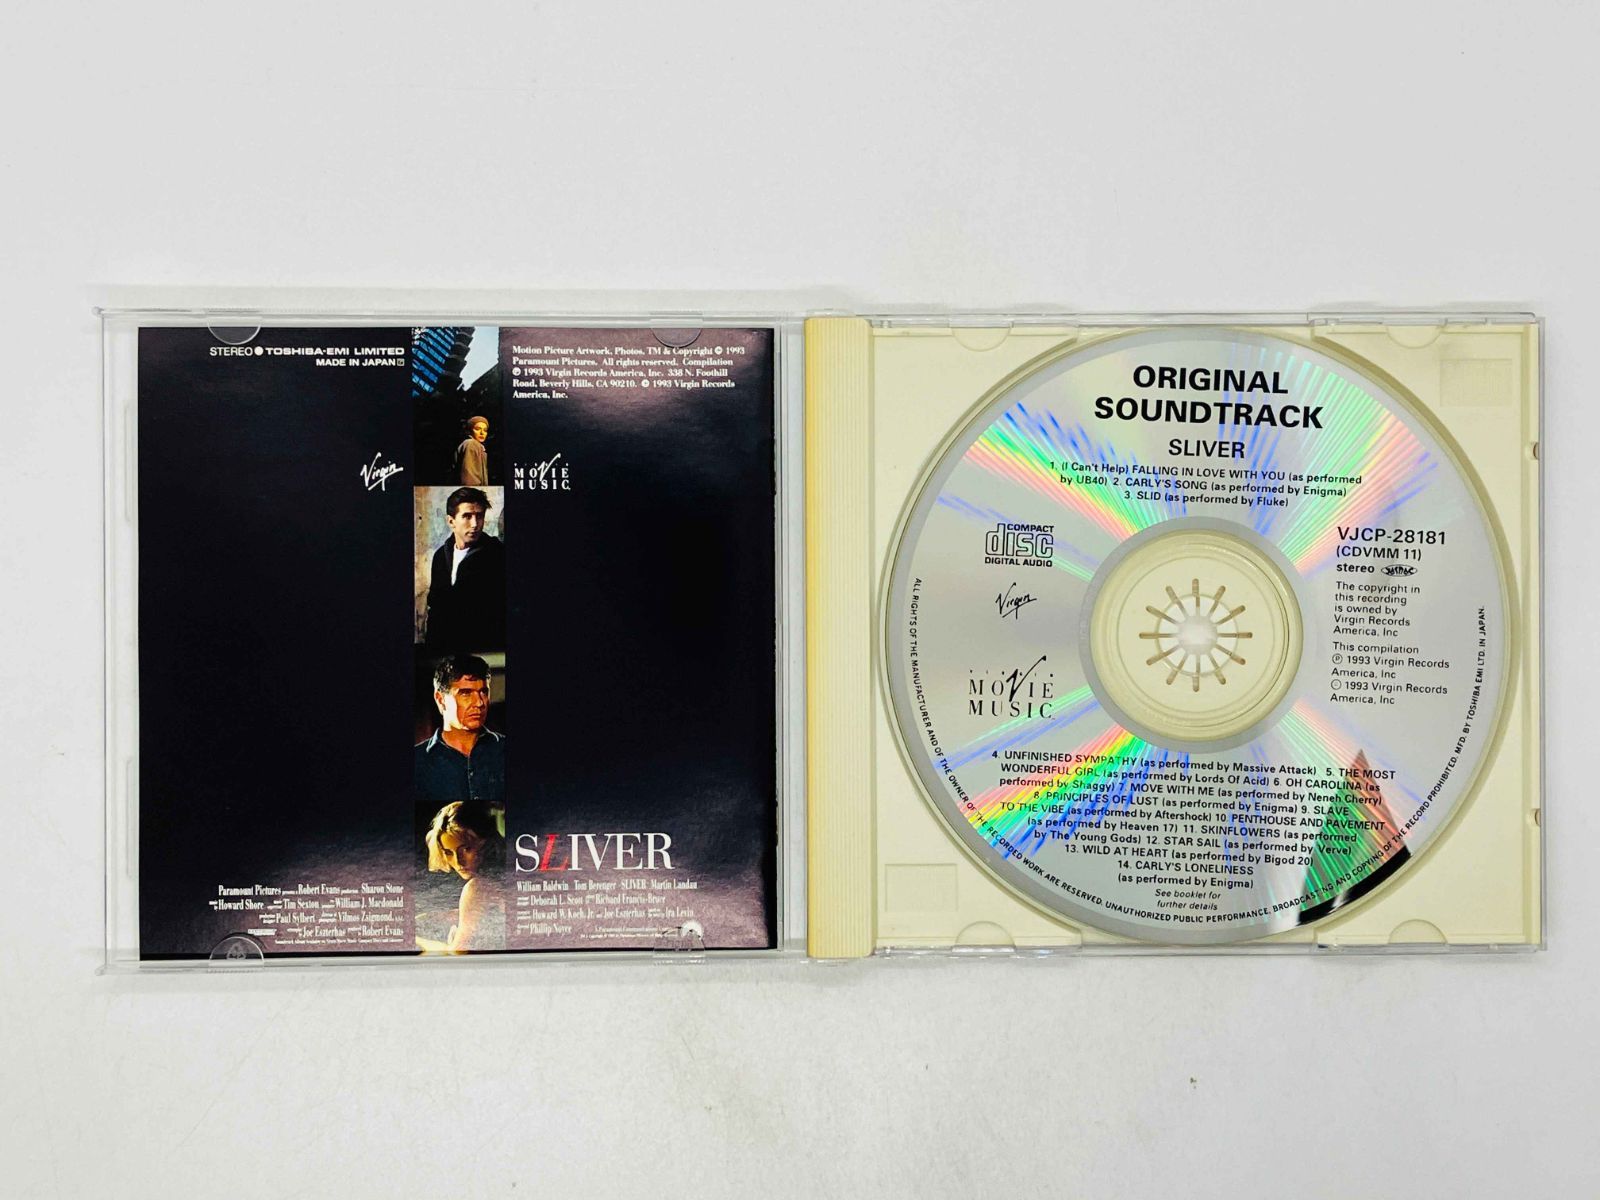 STEREO ● TOSHIBA-EMI LIMITED
MADE IN JAPAN
Motion Picture Artwork, Photos, TM & Copyright © 1993
Paramount Pictures. All rights reserved. Compilation
℗ 1993 Virgin Records America, Inc. 338 N. Foothill
Road, Beverly Hills, CA 90210. © 1993 Virgin Records
America, Inc.
Virgin
VIRGIN
MOVIE
MUSIC
SLIVER
Paramount Pictures Robert Evans Sharon Stone
Howard Shore Tim Sexton William J. Macdonald
Paul Sylbert Vilmos Zsigmond,
Joe Eszterhas Robert Evans
William Baldwin Tom Berenger SLIVER Martin Landau
Deborah L. Scott Richard Francis-Bruce
Howard W. Koch, Jr. Joe Eszterhas Ira Levin
Phillip Noyce
ORIGINAL
SOUNDTRACK
SLIVER
1. (I Can't Help) FALLING IN LOVE WITH YOU (as performed
by UB40) 2. CARLY'S SONG (as performed by Enigma)
3. SLID (as performed by Fluke)
COMPACT
disc
DIGITAL AUDIO
Virgin
VIRGIN
MOVIE
MUSIC
VJCP-28181
(CDVMM 11)
stereo
The copyright in
this recording
is owned by
Virgin Records
America, Inc
This compilation
℗ 1993 Virgin Records
America, Inc
© 1993 Virgin Records
America, Inc
4. UNFINISHED SYMPATHY (as performed by Massive Attack) 5. THE MOST
WONDERFUL GIRL (as performed by Lords Of Acid) 6. OH CAROLINA (as
performed by Shaggy) 7. MOVE WITH ME (as performed by Neneh Cherry)
8. PRINCIPLES OF LUST (as performed by Enigma) 9. SLAVE
TO THE VIBE (as performed by Aftershock) 10. PENTHOUSE AND PAVEMENT
(as performed by Heaven 17) 11. SKINFLOWERS (as performed
by The Young Gods) 12. STAR SAIL (as performed by Verve)
13. WILD AT HEART (as performed by Bigod 20)
14. CARLY'S LONELINESS
(as performed by Enigma)
See booklet for
further details
ALL RIGHTS OF THE MANUFACTURER AND OF THE OWNER OF THE RECORDED WORK ARE RESERVED. UNAUTHORIZED PUBLIC PERFORMANCE, BROADCASTING AND COPYING OF THE RECORD PROHIBITED. MFD. BY TOSHIBA EMI LTD. IN JAPAN.